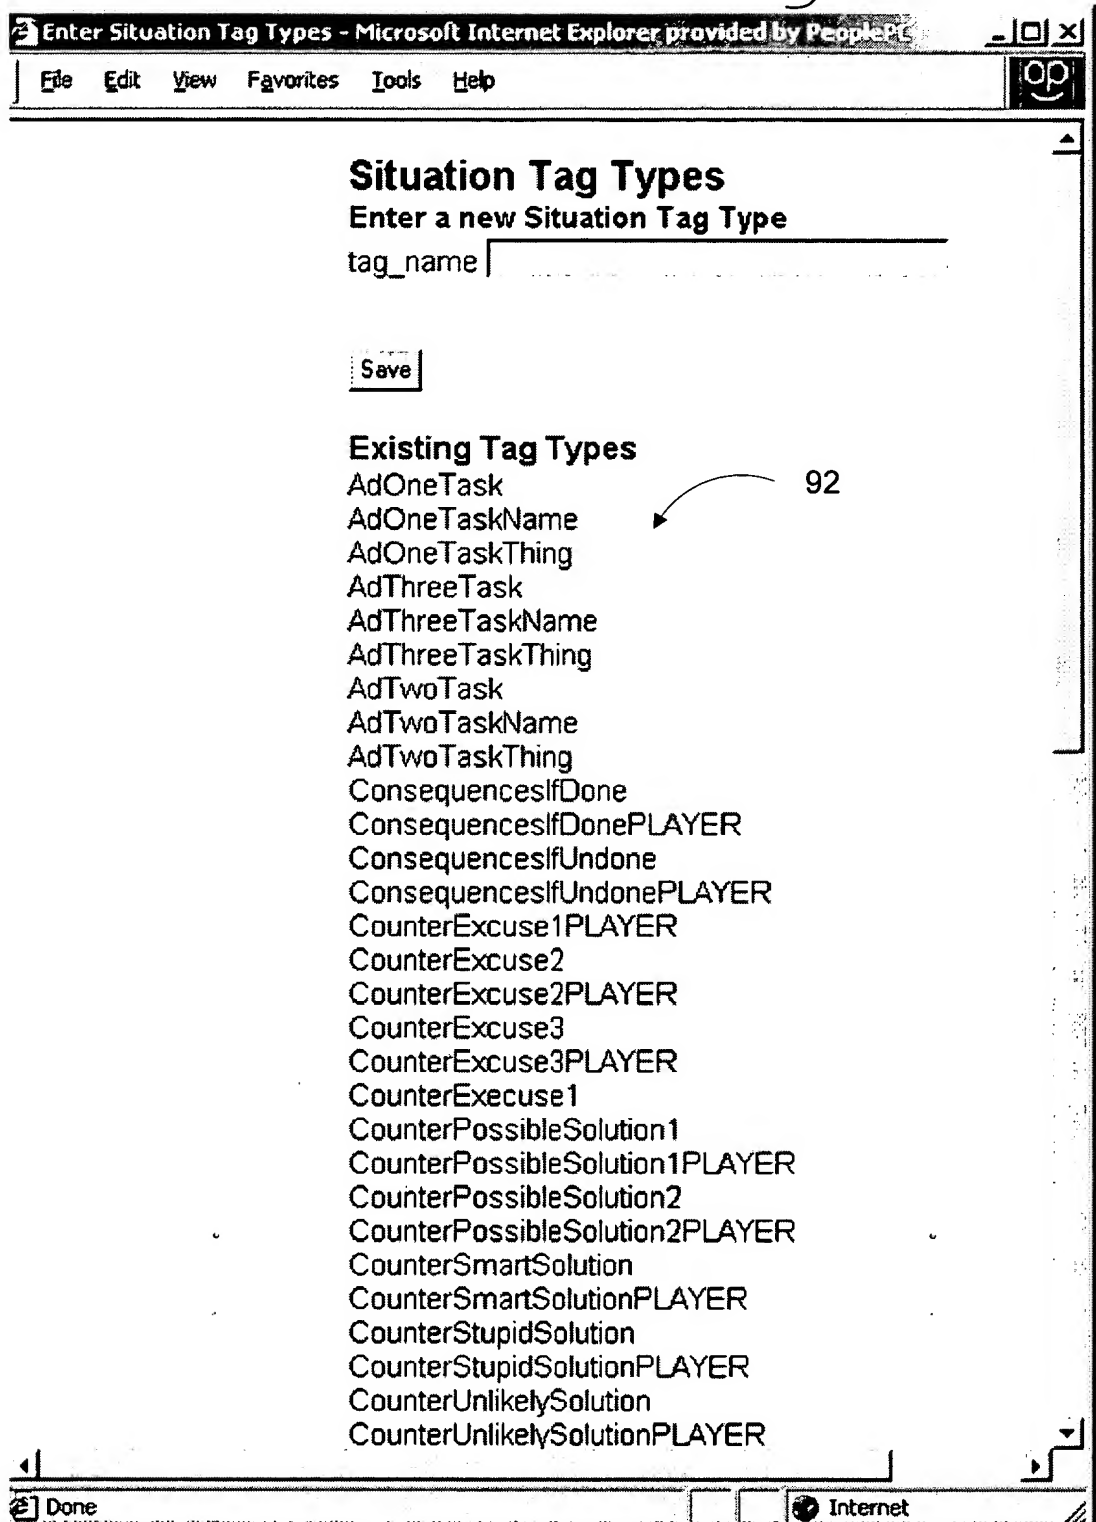 Enter Situation Tag Types - Microsoft Internet Explorer provided by PeoplePC
File Edit View Favorites Tools Help
op
Situation Tag Types
Enter a new Situation Tag Type
tag_name
Save
Existing Tag Types
AdOneTask
92
AdOneTaskName
AdOneTaskThing
AdThreeTask
AdThreeTaskName
AdThreeTaskThing
AdTwoTask
AdTwoTaskName
AdTwoTaskThing
ConsequencesIfDone
ConsequencesIfDonePLAYER
ConsequencesIfUndone
ConsequencesIfUndonePLAYER
CounterExcuse1PLAYER
CounterExcuse2
CounterExcuse2PLAYER
CounterExcuse3
CounterExcuse3PLAYER
CounterExecuse1
CounterPossibleSolution1
CounterPossibleSolution1PLAYER
CounterPossibleSolution2
CounterPossibleSolution2PLAYER
CounterSmartSolution
CounterSmartSolutionPLAYER
CounterStupidSolution
CounterStupidSolutionPLAYER
CounterUnlikelySolution
CounterUnlikelySolutionPLAYER
Done Internet